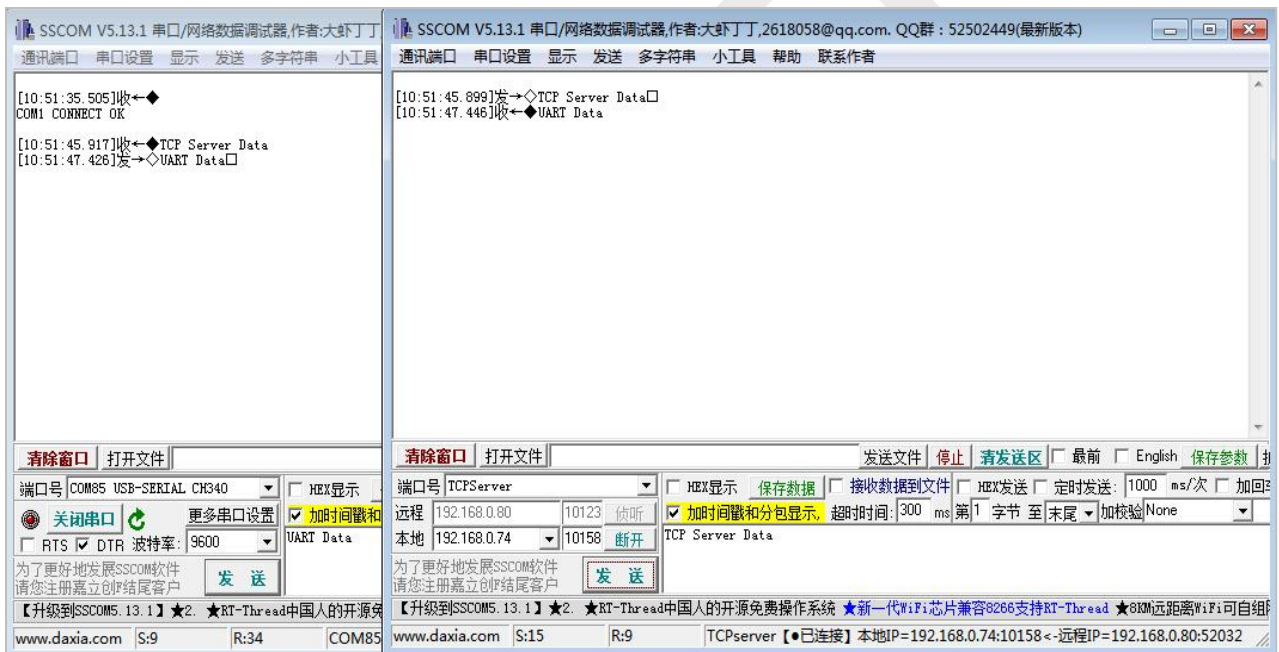 SSCOM V5.13.1 串口/网络数据调试器,作者:大虾丁丁
通讯端口 串口设置 显示 发送 多字符串 小工具
[10:51:35.505]收←◆
COM1 CONNECT OK
[10:51:45.917]收←◆TCP Server Data
[10:51:47.426]发→◇UART Data□
清除窗口 打开文件
端口号 COM85 USB-SERIAL CH340 HEX显示
关闭串口 更多串口设置 加时间戳和
RTS DTR 波特率: 9600 UART Data
为了更好地发展SSCOM软件
请您注册嘉立创F结尾客户
发 送
【升级到SSCOM5.13.1】★2. ★RT-Thread中国人的开源免
www.daxia.com S:9 R:34 COM85
SSCOM V5.13.1 串口/网络数据调试器,作者:大虾丁丁,2618058@qq.com. QQ群：52502449(最新版本)
通讯端口 串口设置 显示 发送 多字符串 小工具 帮助 联系作者
[10:51:45.899]发→◇TCP Server Data□
[10:51:47.446]收←◆UART Data
清除窗口 打开文件 发送文件 停止 清发送区 最前 English 保存参数
端口号 TCPServer HEX显示 保存数据 接收数据到文件 HEX发送 定时发送: 1000 ms/次 加回车
远程 192.168.0.80 10123 侦听 加时间戳和分包显示, 超时时间: 300 ms 第1 字节 至 末尾 加校验 None
本地 192.168.0.74 10158 断开 TCP Server Data
为了更好地发展SSCOM软件
请您注册嘉立创F结尾客户
发 送
【升级到SSCOM5.13.1】★2. ★RT-Thread中国人的开源免费操作系统 ★新一代WiFi芯片兼容8266支持RT-Thread ★8KM远距离WiFi可自组
www.daxia.com S:15 R:9 TCPserver【●已连接】本地IP=192.168.0.74:10158<-远程IP=192.168.0.80:52032